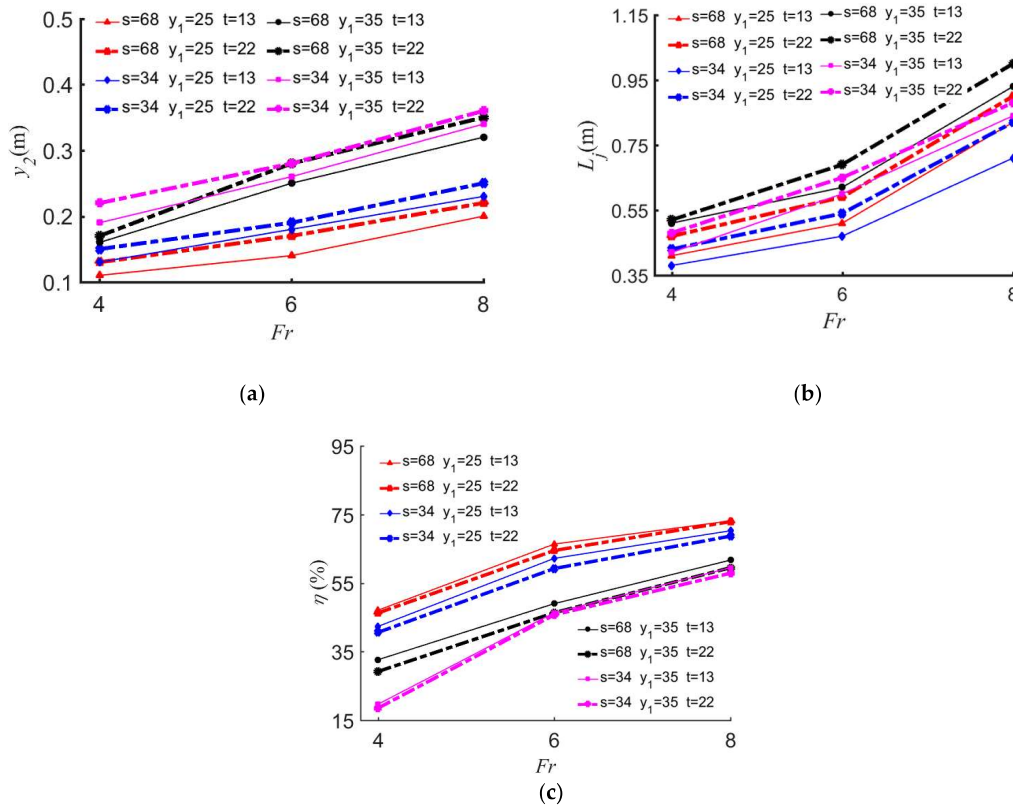 0.5
0.4
0.3
0.2
0.1
y2(m)
s=68 y1=25 t=13
s=68 y1=25 t=22
s=34 y1=25 t=13
s=34 y1=25 t=22
s=68 y1=35 t=13
s=68 y1=35 t=22
s=34 y1=35 t=13
s=34 y1=35 t=22
4 6 8
Fr
(a)
1.15
0.95
0.75
0.55
0.35
Lj(m)
s=68 y1=25 t=13
s=68 y1=25 t=22
s=34 y1=25 t=13
s=34 y1=25 t=22
s=68 y1=35 t=13
s=68 y1=35 t=22
s=34 y1=35 t=13
s=34 y1=35 t=22
4 6 8
Fr
(b)
95
75
55
35
15
η (%)
s=68 y1=25 t=13
s=68 y1=25 t=22
s=34 y1=25 t=13
s=34 y1=25 t=22
s=68 y1=35 t=13
s=68 y1=35 t=22
s=34 y1=35 t=13
s=34 y1=35 t=22
4 6 8
Fr
(c)